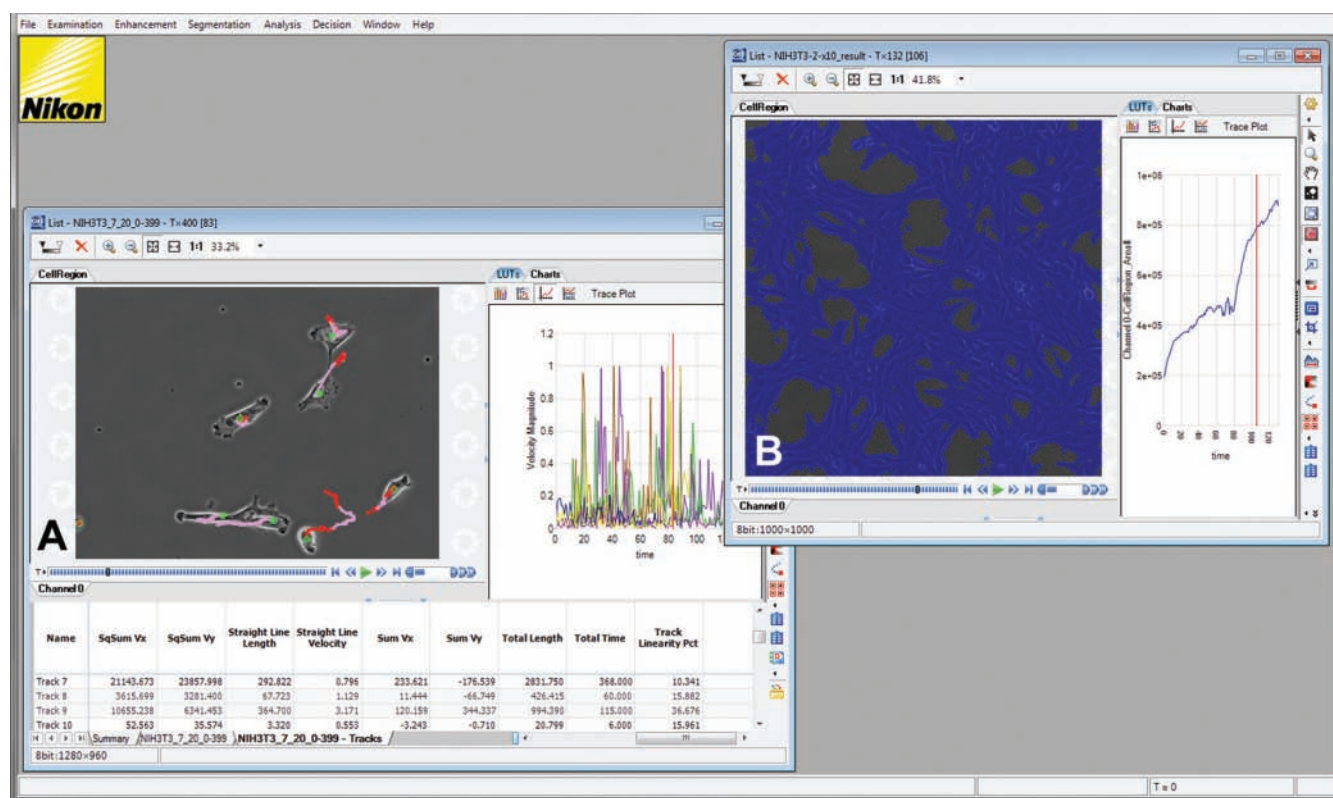 File Examination Enhancement Segmentation Analysis Decision Window Help
Nikon
List - NIH3T3-2-x10_result - T×132 [106]
1:1 41.8%
CellRegion
LUTs Charts
Trace Plot
1e+06
8e+05
6e+05
4e+05
2e+05
0
Channel 0-CellRegion_AreaII
0 20 40 60 80 100 120
time
B
T
Channel 0
8bit:1000×1000
List - NIH3T3_7_20_0-399 - T×400 [83]
1:1 33.2%
CellRegion
LUTs Charts
Trace Plot
1.2
1
0.8
0.6
0.4
0.2
0
Velocity Magnitude
0 20 40 60 80 100
time
A
T
Channel 0
Name SqSum Vx SqSum Vy Straight Line Length Straight Line Velocity Sum Vx Sum Vy Total Length Total Time Track Linearity Pct
Track 7 21143.673 23857.998 292.822 0.796 233.621 -176.539 2831.750 368.000 10.341
Track 8 3615.699 3281.400 67.723 1.129 11.444 -66.749 426.415 60.000 15.882
Track 9 10655.238 6341.453 364.700 3.171 120.159 344.337 994.390 115.000 36.676
Track 10 52.563 35.574 3.320 0.553 -3.243 -0.710 20.799 6.000 15.961
Summary NIH3T3_7_20_0-399 NIH3T3_7_20_0-399 - Tracks
8bit:1280×960
T = 0